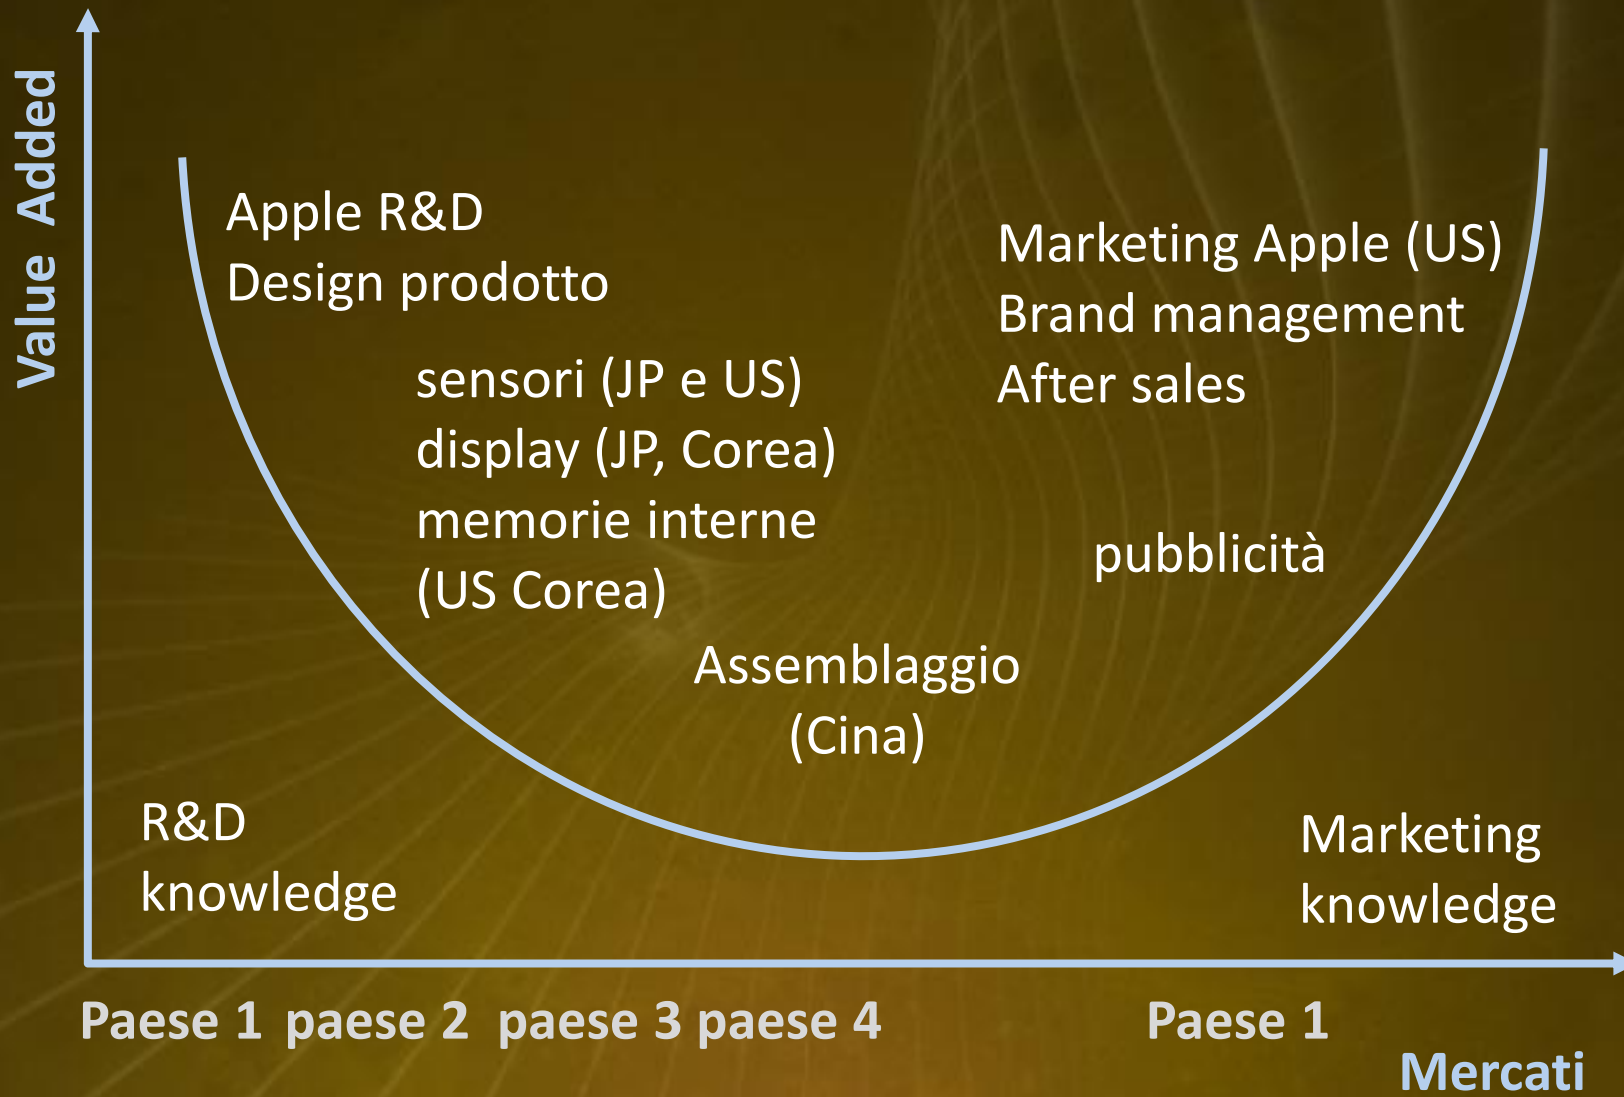 Value Added
Apple R&D
Design prodotto
sensori (JP e US)
display (JP, Corea)
memorie interne
(US Corea)
Marketing Apple (US)
Brand management
After sales
pubblicità
Assemblaggio
(Cina)
R&D
knowledge
Marketing
knowledge
Paese 1 paese 2 paese 3 paese 4 Paese 1
Mercati